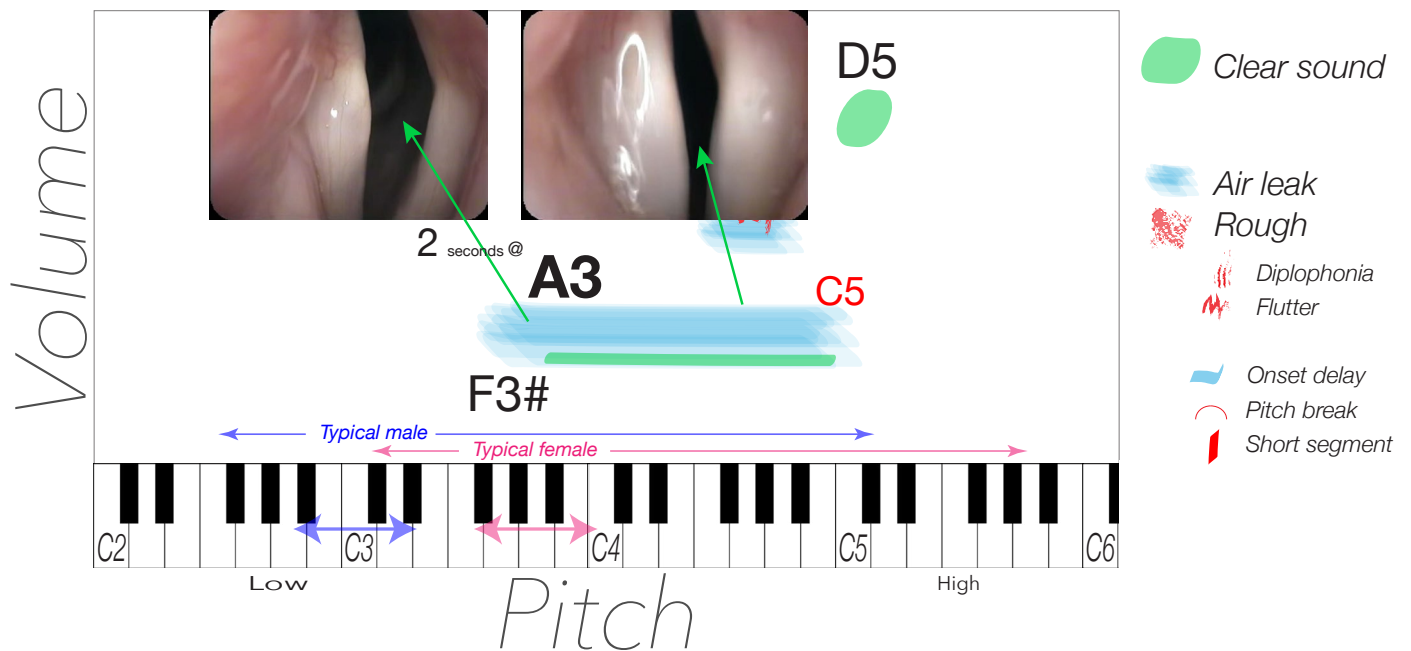 Volume
D5
2 seconds @
A3
C5
F3#
Typical male
Typical female
C2
C3
C4
C5
C6
Low
High
Pitch
Clear sound
Air leak
Rough
Diplophonia
Flutter
Onset delay
Pitch break
Short segment